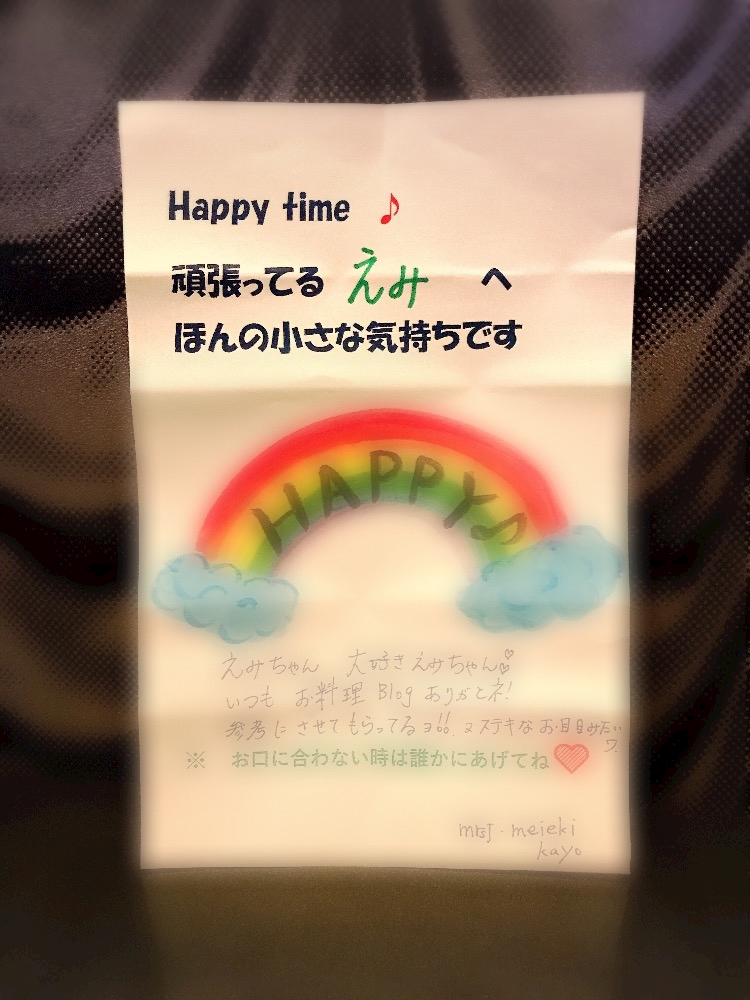 Happy time ♪
頑張ってる えみ へ
ほんの小さな気持ちです
HAPPY♪
えみちゃん 大好きえみちゃん♡
いつも お料理 Blog ありがとネ!
参考に させてもらってるヨ!! 又ステキな お・目目みたい
※ お口に合わない時は誰かにあげてね♥
meieki
kayo